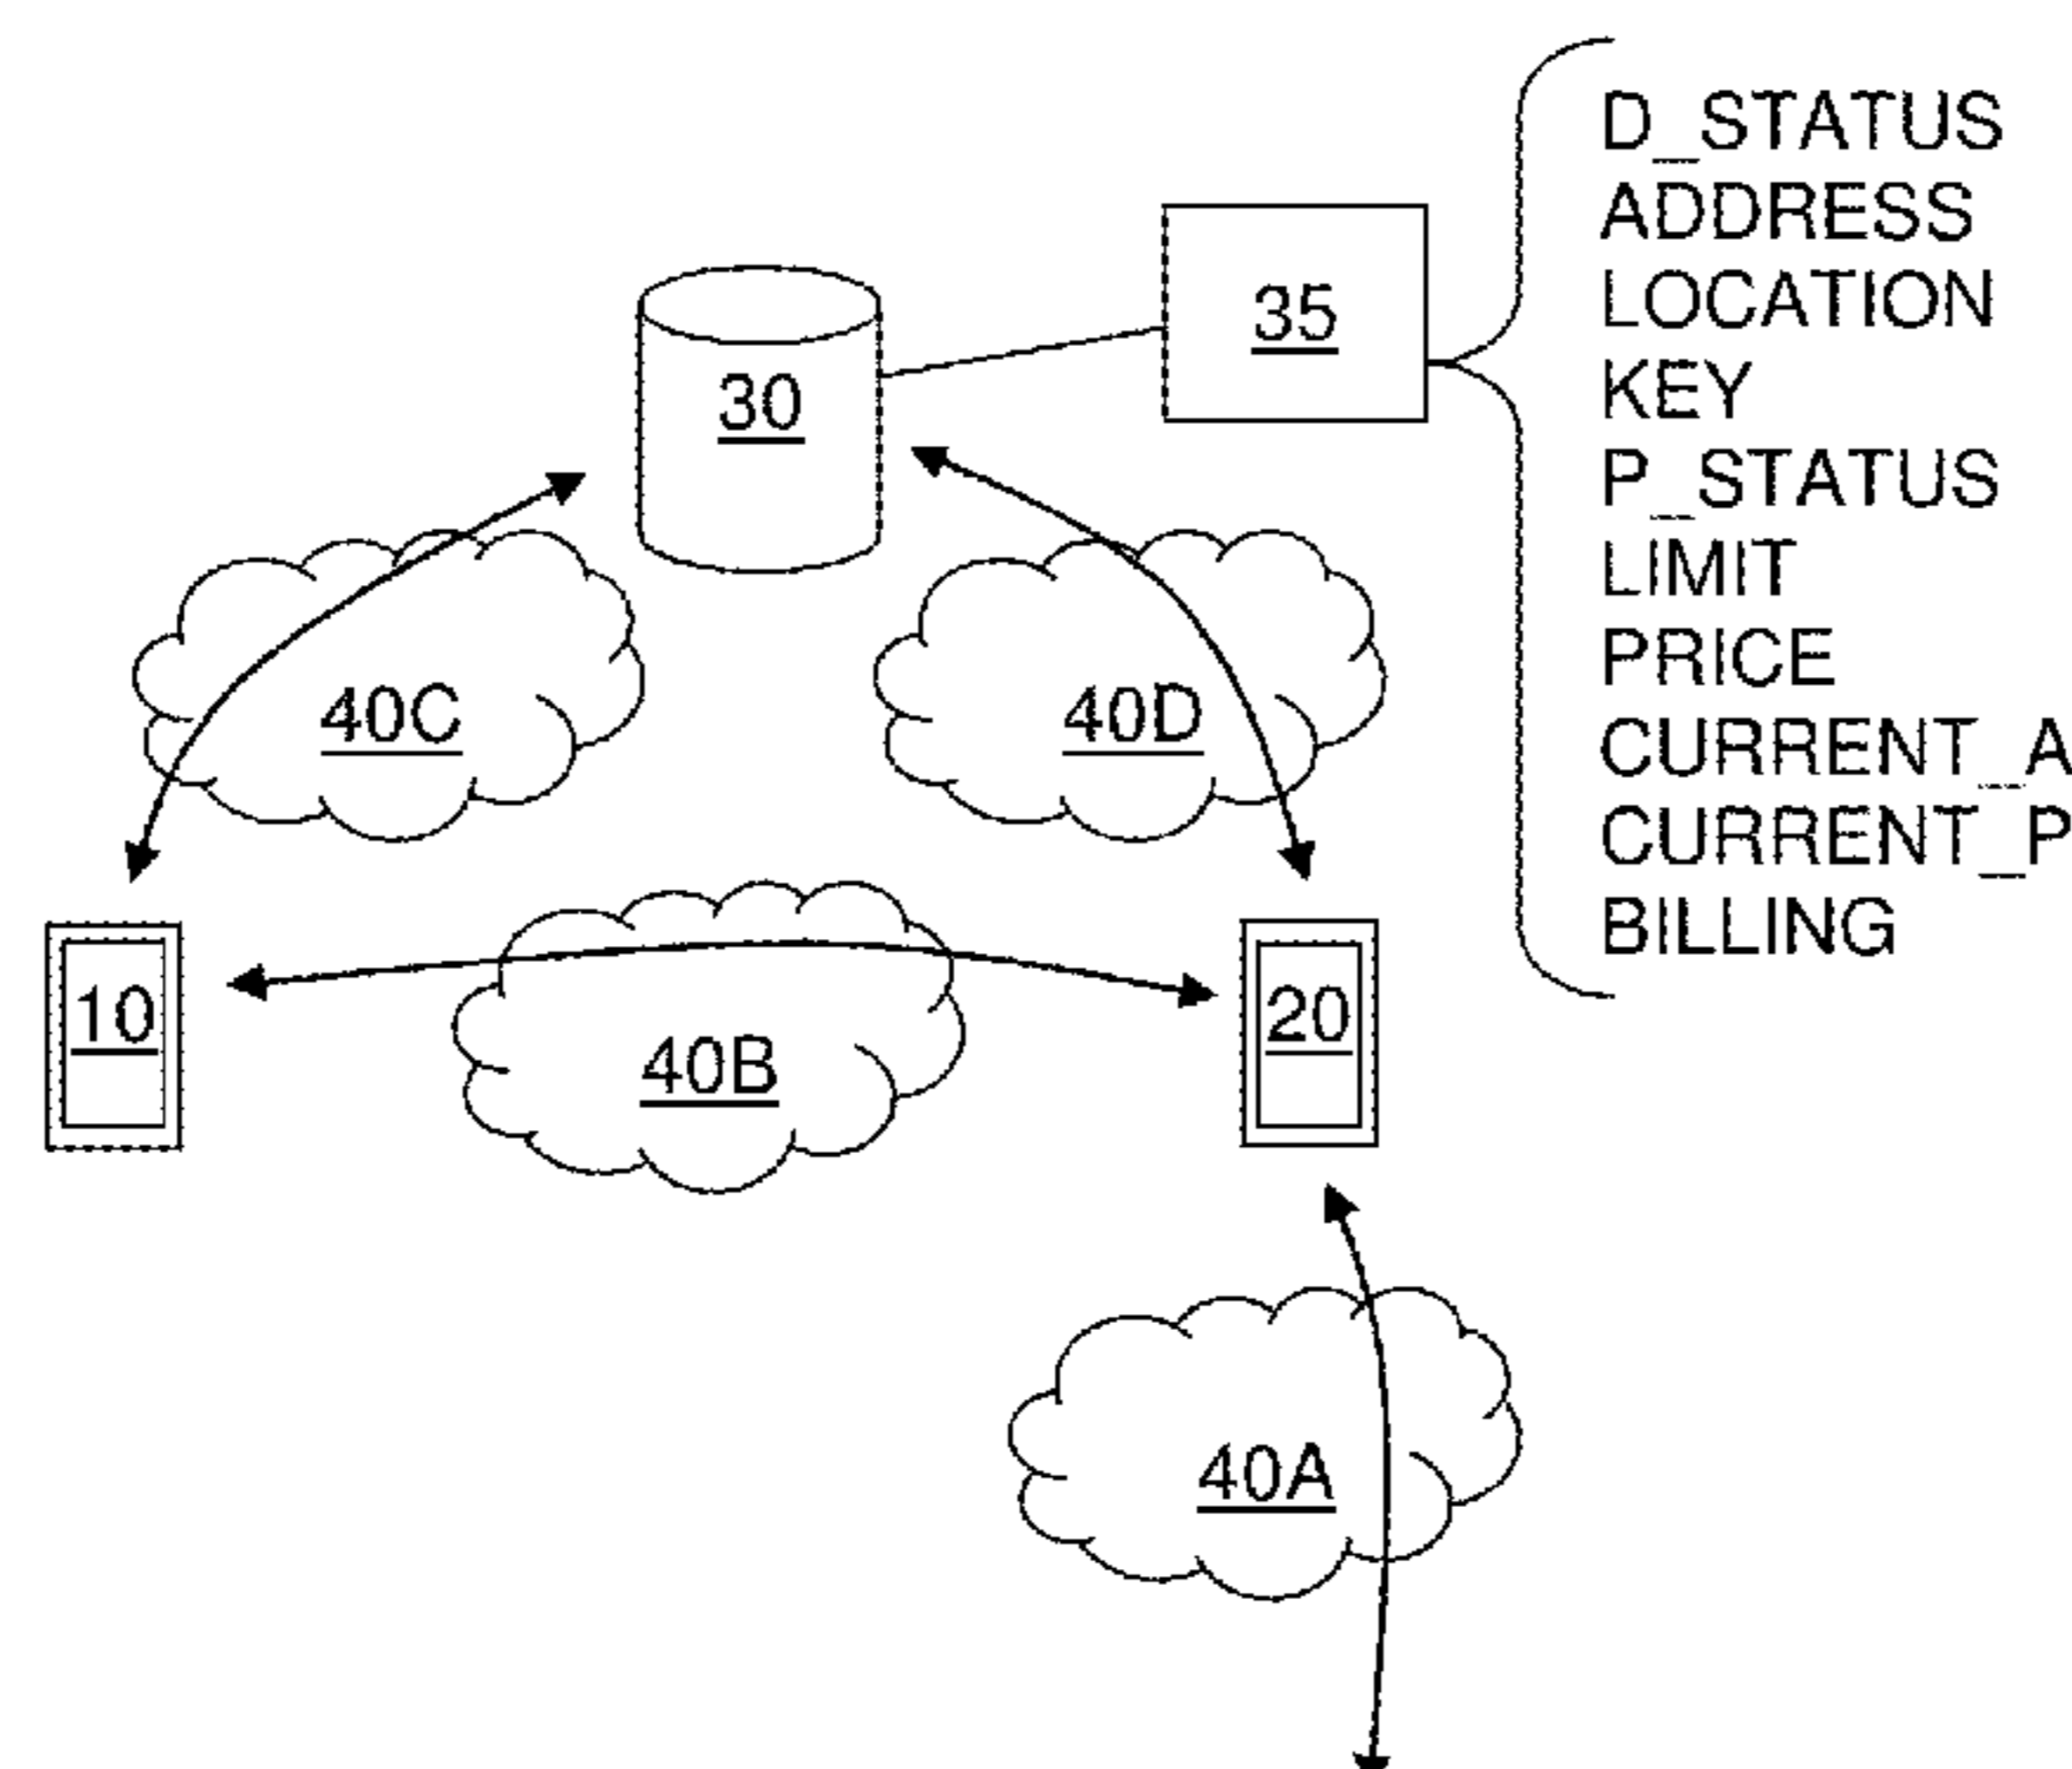 D_STATUS
ADDRESS
LOCATION
KEY
P_STATUS
LIMIT
PRICE
CURRENT_A
CURRENT_P
BILLING
35
30
40C
40D
10
40B
20
40A